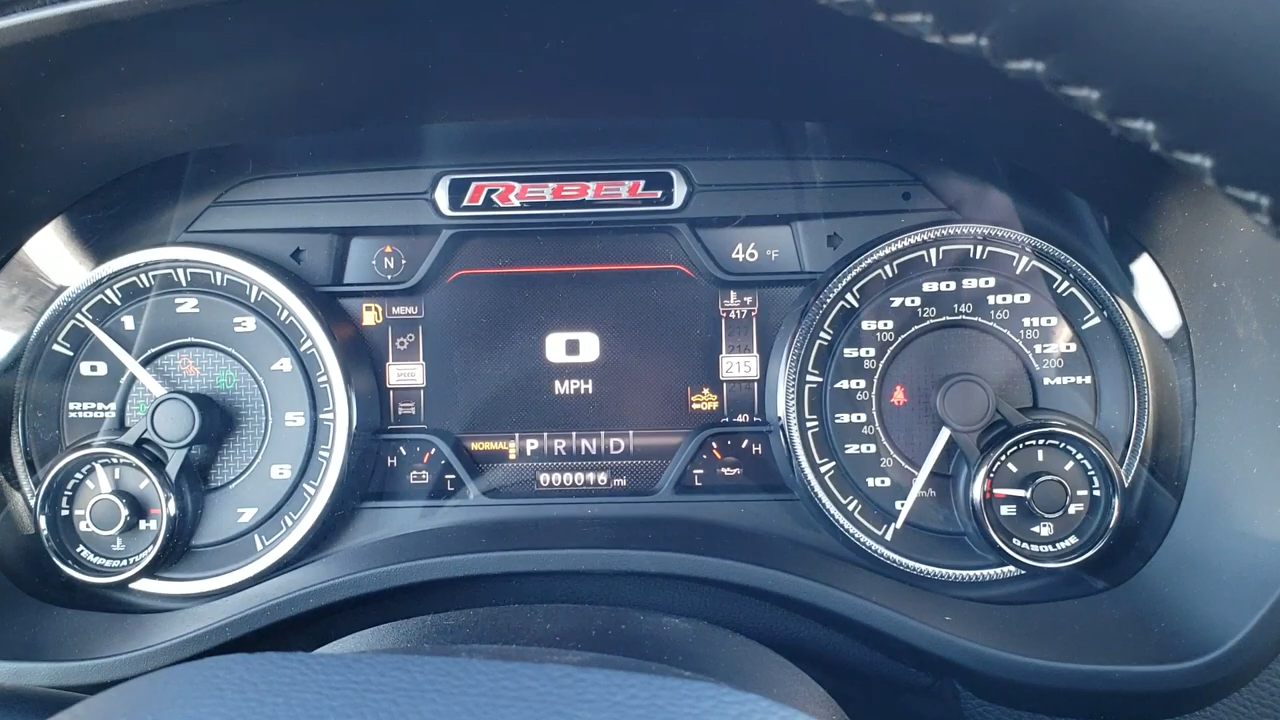 REBEL
N
46 °F
MENU
SPEED
0
MPH
°F
417
216
215
-40
OFF
NORMAL
P R N D
000016 mi
H
L
H
L
0
1
2
3
4
5
6
7
RPM
X1000
H
TEMPERATURE
0
10
20
30
40
50
60
70
80
90
100
110
120
MPH
20
40
60
80
100
120
140
160
180
200
km/h
E
F
GASOLINE